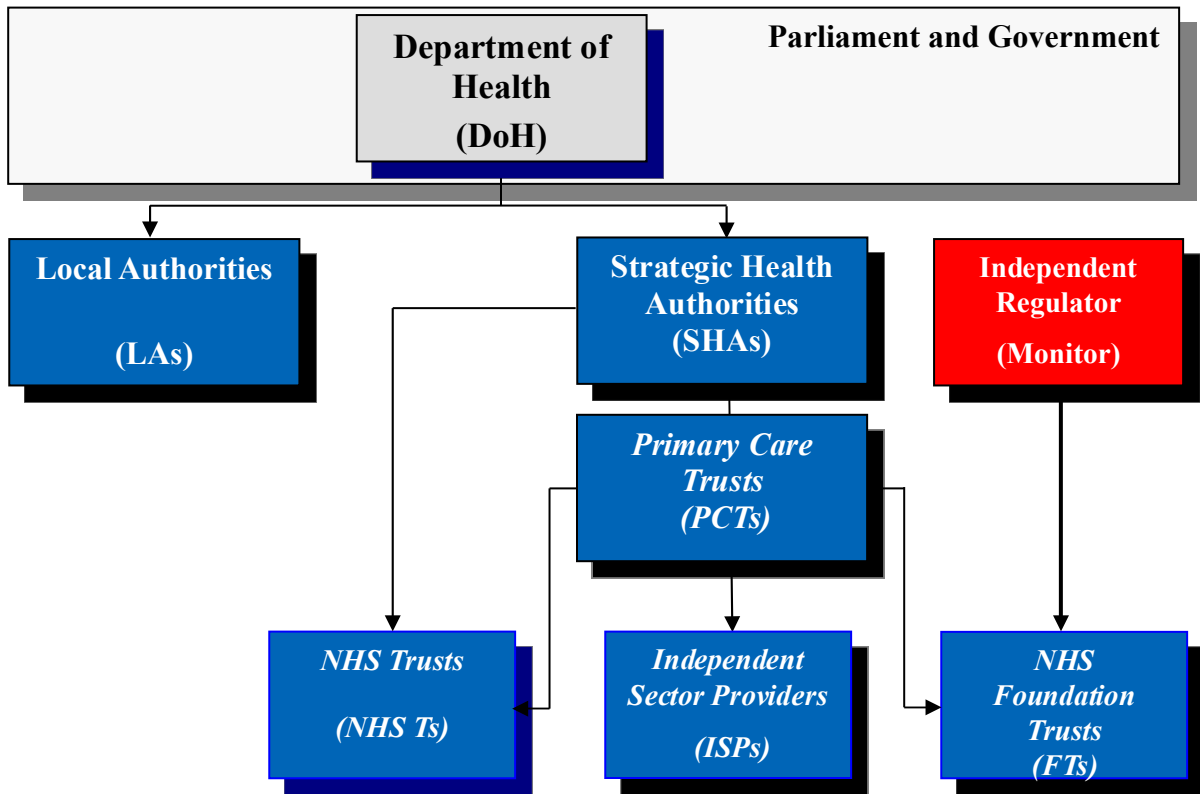 Parliament and Government
Department of
Health
(DoH)
Local Authorities
(LAs)
Strategic Health
Authorities
(SHAs)
Independent
Regulator
(Monitor)
Primary Care
Trusts
(PCTs)
NHS Trusts
(NHS Ts)
Independent
Sector Providers
(ISPs)
NHS
Foundation
Trusts
(FTs)